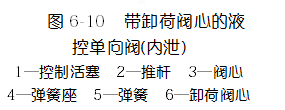 图 6-10 带卸荷阀心的液
控单向阀(内泄)
1—控制活塞 2—推杆 3—阀心
4—弹簧座 5—弹簧 6—卸荷阀心